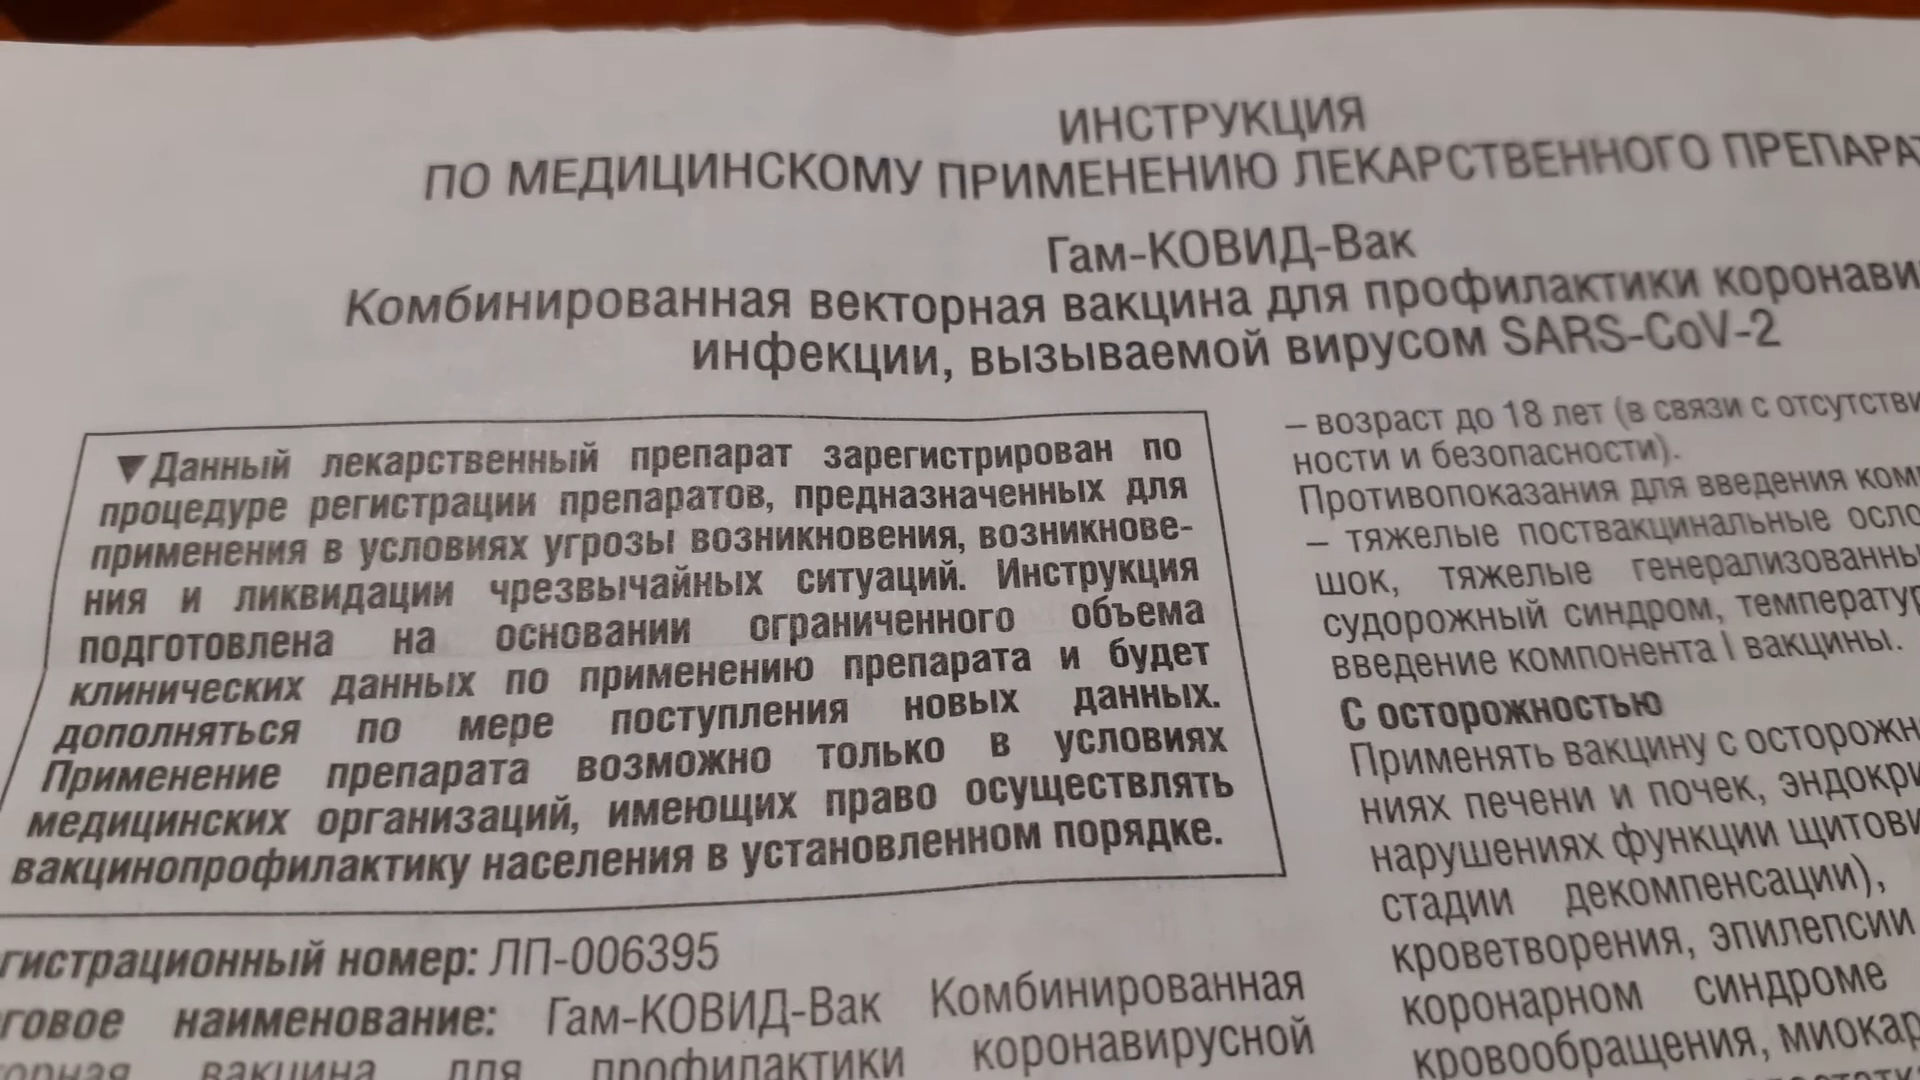 ИНСТРУКЦИЯ
ПО МЕДИЦИНСКОМУ ПРИМЕНЕНИЮ ЛЕКАРСТВЕННОГО
Гам-КОВИД-Вак
Комбинированная векторная вакцина для профилактики
инфекции, вызываемой вирусом SARS-CoV-2
▼Данный лекарственный препарат зарегистрирован по
процедуре регистрации препаратов, предназначенных для
применения в условиях угрозы возникновения, возникнове-
ния и ликвидации чрезвычайных ситуаций. Инструкция
подготовлена на основании ограниченного объема
клинических данных по применению препарата и будет
дополняться по мере поступления новых данных.
Применение препарата возможно только в условиях
медицинских организаций, имеющих право осуществлять
вакцинопрофилактику населения в установленном порядке.
номер: ЛП-006395
наименование: Гам-КОВИД-Вак Комбинированная
вакцина для профилактики коронавирусной
– возраст до 18 лет (в связи с
ности и безопасности).
Противопоказания для введения
– тяжелые поствакцинальные
шок, тяжелые
судорожный синдром,
введение компонента I вакцины.
С осторожностью
Применять вакцину с
ниях печени и почек,
нарушениях функции
стадии декомпенсации),
кроветворения, эпилепсии
коронарном синдроме
кровообращения,